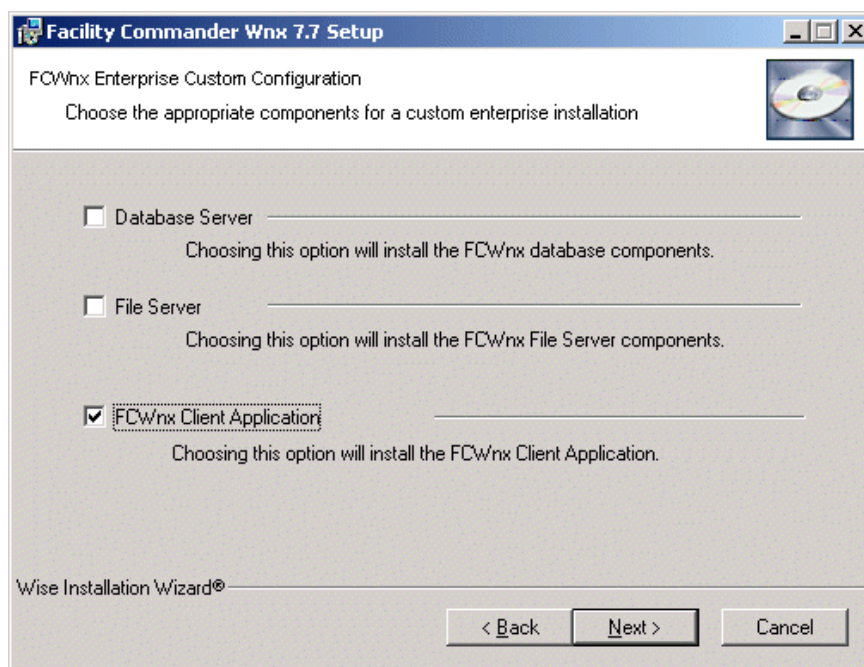 Facility Commander Wnx 7.7 Setup
FCWnx Enterprise Custom Configuration
Choose the appropriate components for a custom enterprise installation
Database Server
Choosing this option will install the FCWnx database components.
File Server
Choosing this option will install the FCWnx File Server components.
FCWnx Client Application
Choosing this option will install the FCWnx Client Application.
Wise Installation Wizard®
< Back Next > Cancel